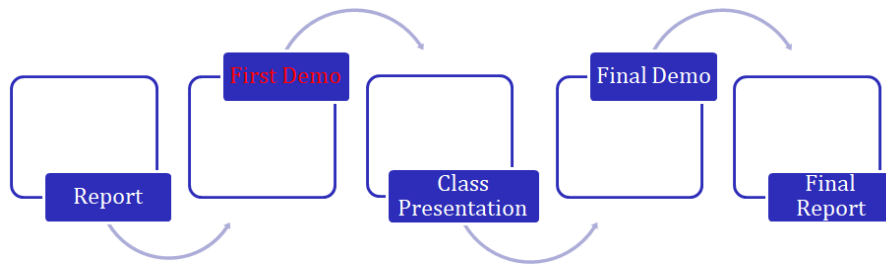 Report
First Demo
Class
Presentation
Final Demo
Final
Report